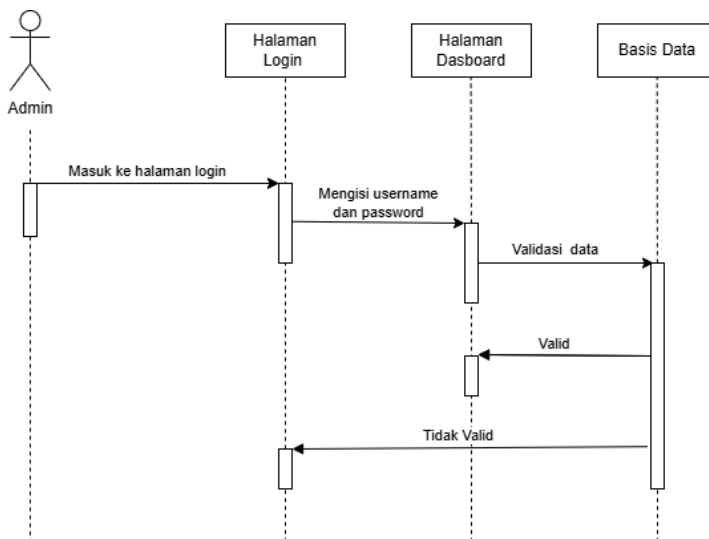 Halaman
Login
Halaman
Dasboard
Basis Data
Admin
Masuk ke halaman login
Mengisi username
dan password
Validasi data
Valid
Tidak Valid